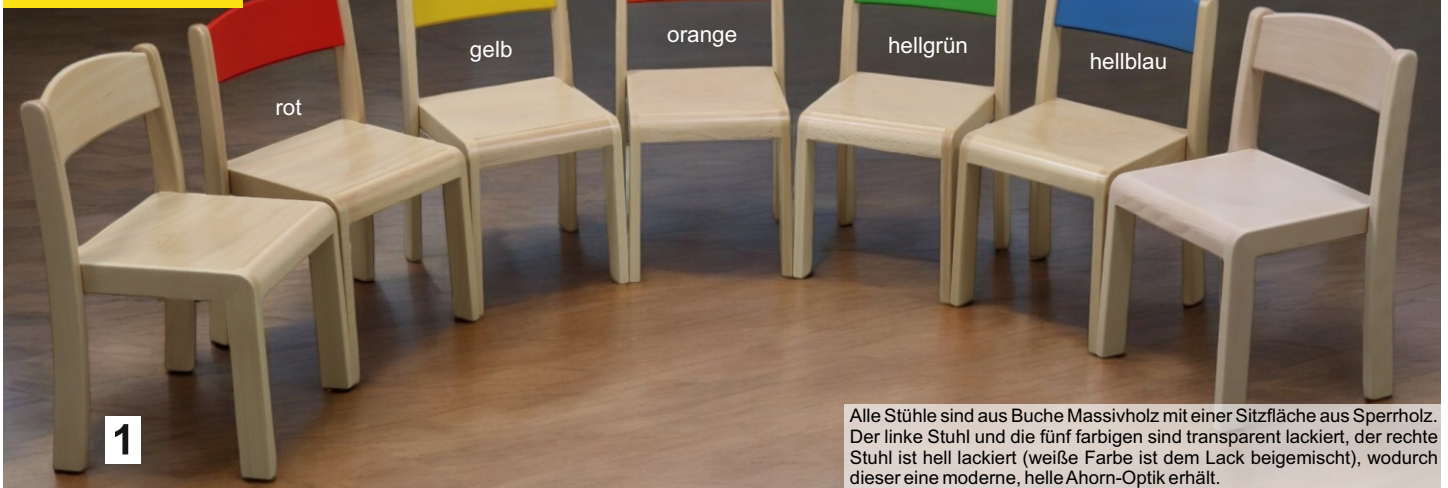 orange
hellgrün
gelb
hellblau
rot
1
Alle Stühle sind aus Buche Massivholz mit einer Sitzfläche aus Sperrholz.
Der linke Stuhl und die fünf farbigen sind transparent lackiert, der rechte
Stuhl ist hell lackiert (weiße Farbe ist dem Lack beigemischt), wodurch
dieser eine moderne, helle Ahorn-Optik erhält.